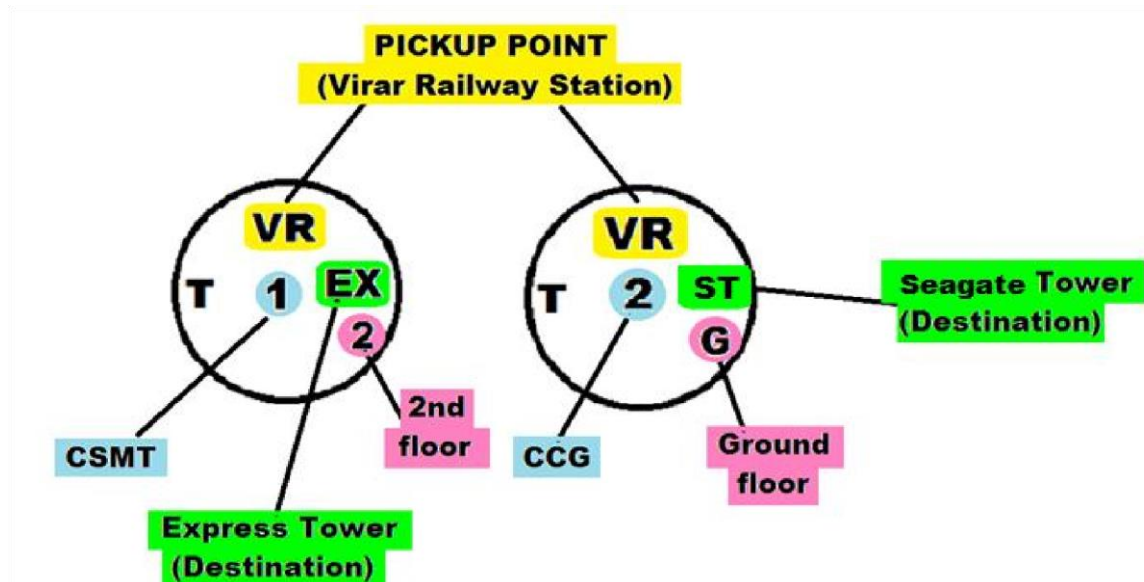 PICKUP POINT
(Virar Railway Station)
VR
T
1
EX
2
VR
T
2
ST
G
Seagate Tower
(Destination)
CSMT
2nd
floor
CCG
Ground
floor
Express Tower
(Destination)